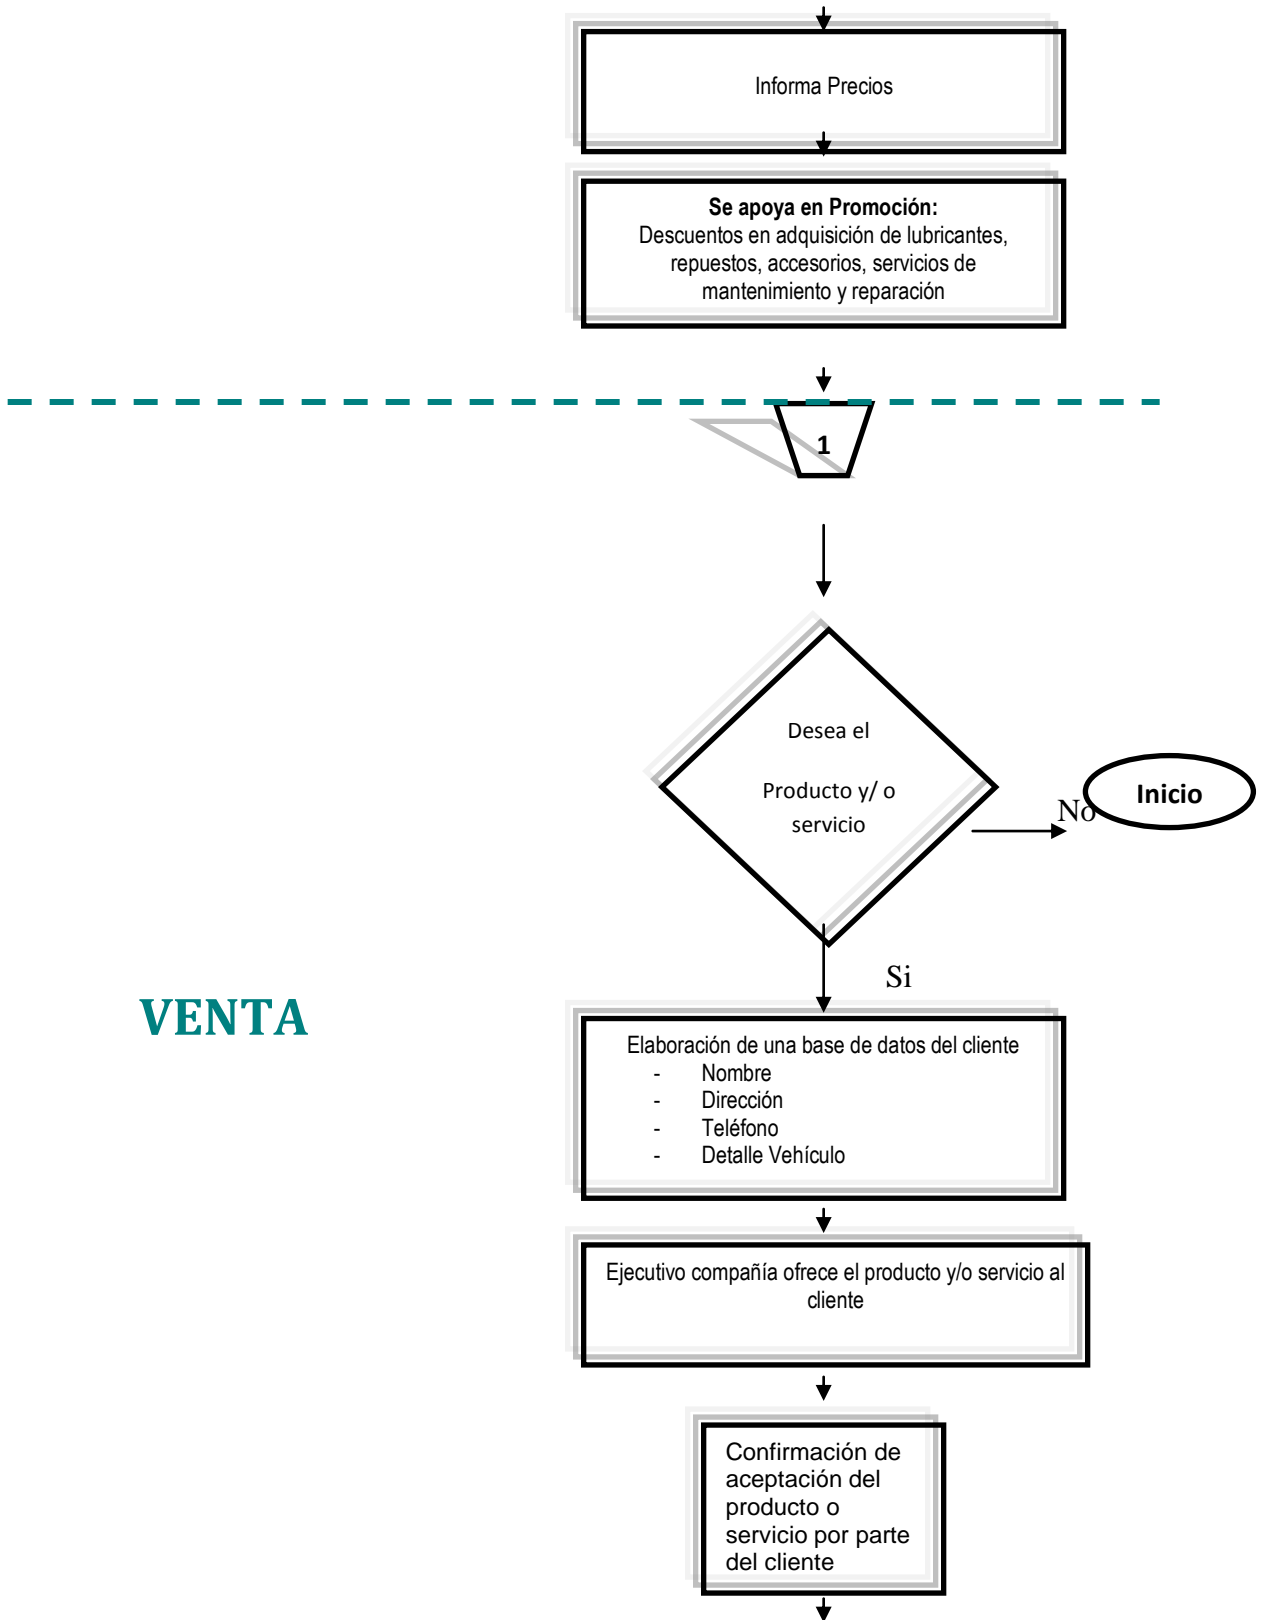 Informa Precios
Se apoya en Promoción:
Descuentos en adquisición de lubricantes,
repuestos, accesorios, servicios de
mantenimiento y reparación
1
Desea el
Producto y/ o
servicio
No
Inicio
Si
VENTA
Elaboración de una base de datos del cliente
- Nombre
- Dirección
- Teléfono
- Detalle Vehículo
Ejecutivo compañía ofrece el producto y/o servicio al
cliente
Confirmación de
aceptación del
producto o
servicio por parte
del cliente